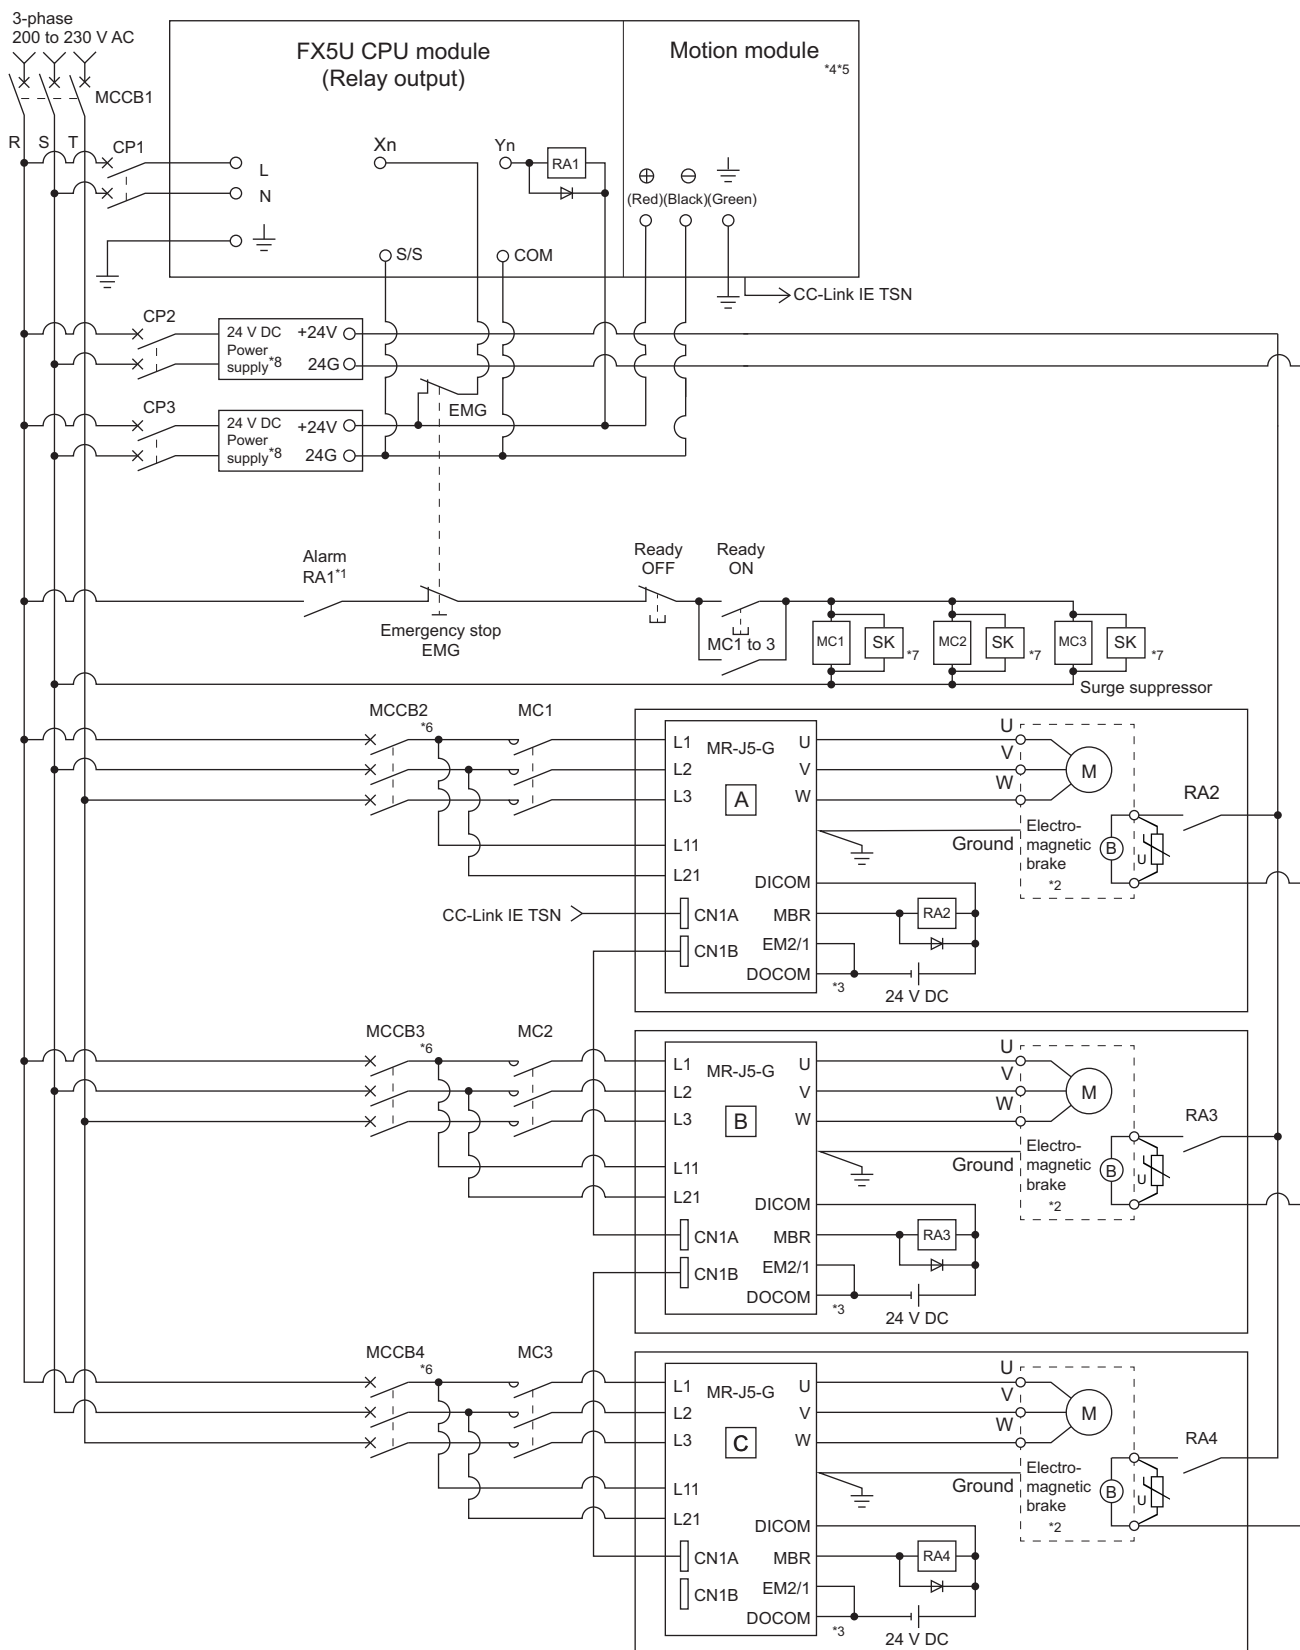 3-phase
200 to 230 V AC
MCCB1
R S T
FX5U CPU module
(Relay output)
Motion module
*4*5
CP1
L
N
Xn
Yn
RA1
(Red)(Black)(Green)
S/S
COM
CC-Link IE TSN
CP2
24 V DC
Power
supply*8
+24V
24G
EMG
CP3
24 V DC
Power
supply*8
+24V
24G
Alarm
RA1*1
Emergency stop
EMG
Ready
OFF
Ready
ON
MC1 to 3
MC1
SK
*7
MC2
SK
*7
MC3
SK
*7
Surge suppressor
MCCB2
*6
MC1
L1
L2
L3
L11
L21
CN1A
CN1B
CC-Link IE TSN
MR-J5-G
A
U
V
W
DICOM
MBR
EM2/1
DOCOM
*3
U
V
W
M
Ground
Electro-
magnetic
brake
*2
B
U
RA2
RA2
24 V DC
MCCB3
*6
MC2
L1
L2
L3
L11
L21
CN1A
CN1B
MR-J5-G
B
U
V
W
DICOM
MBR
EM2/1
DOCOM
*3
U
V
W
M
Ground
Electro-
magnetic
brake
*2
B
U
RA3
RA3
24 V DC
MCCB4
*6
MC3
L1
L2
L3
L11
L21
CN1A
CN1B
MR-J5-G
C
U
V
W
DICOM
MBR
EM2/1
DOCOM
*3
U
V
W
M
Ground
Electro-
magnetic
brake
*2
B
U
RA4
RA4
24 V DC